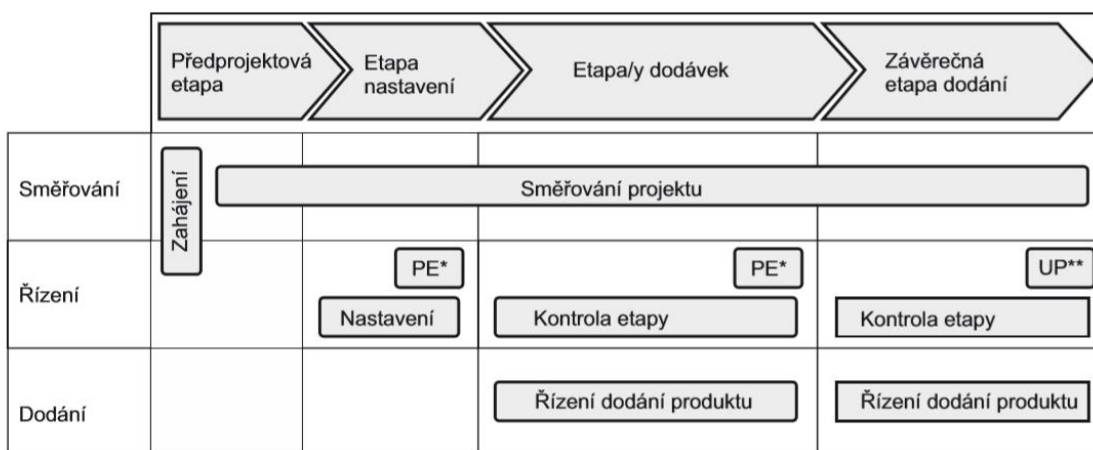 Předprojektová
etapa
Etapa
nastavení
Etapa/y dodávek
Závěrečná
etapa dodání
Směřování
Zahájení
Směřování projektu
Řízení
PE*
PE*
UP**
Nastavení
Kontrola etapy
Kontrola etapy
Dodání
Řízení dodání produktu
Řízení dodání produktu